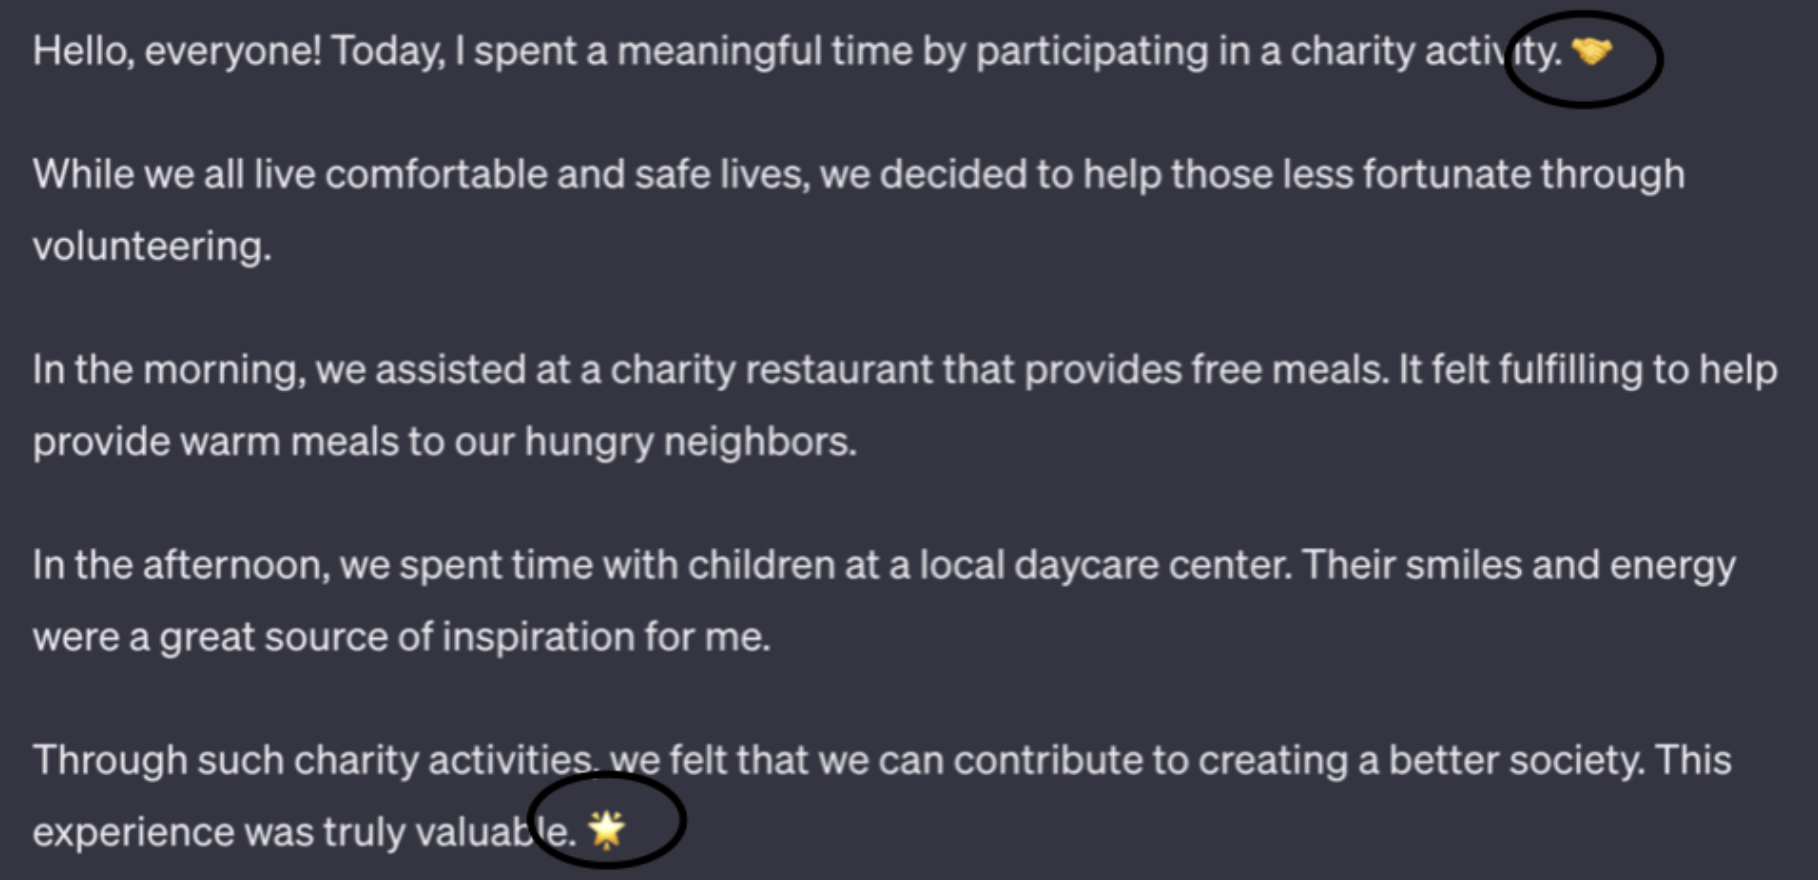 Hello, everyone! Today, I spent a meaningful time by participating in a charity activity. 🤝
While we all live comfortable and safe lives, we decided to help those less fortunate through
volunteering.
In the morning, we assisted at a charity restaurant that provides free meals. It felt fulfilling to help
provide warm meals to our hungry neighbors.
In the afternoon, we spent time with children at a local daycare center. Their smiles and energy
were a great source of inspiration for me.
Through such charity activities, we felt that we can contribute to creating a better society. This
experience was truly valuable. 🌟